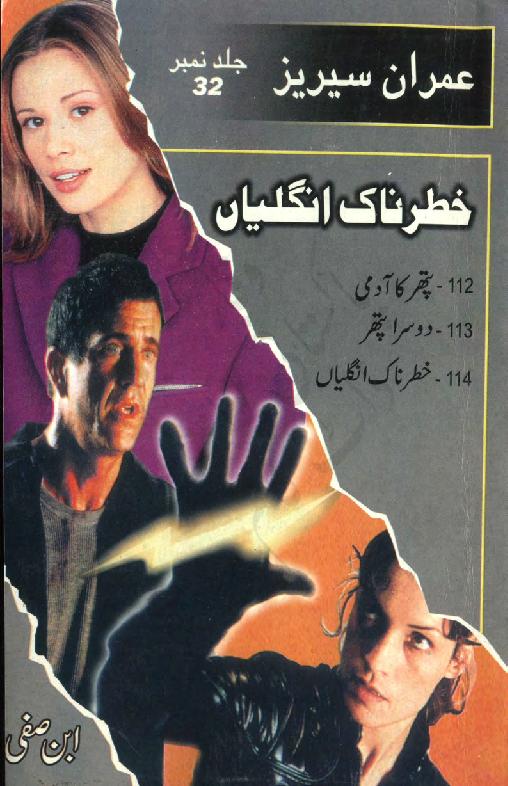 عمران سیریز
جلد نمبر
32
خطرناک انگلیاں
112 - پتھر کا آدمی
113 - دوسرا پتھر
114 - خطرناک انگلیاں
ابن صفی